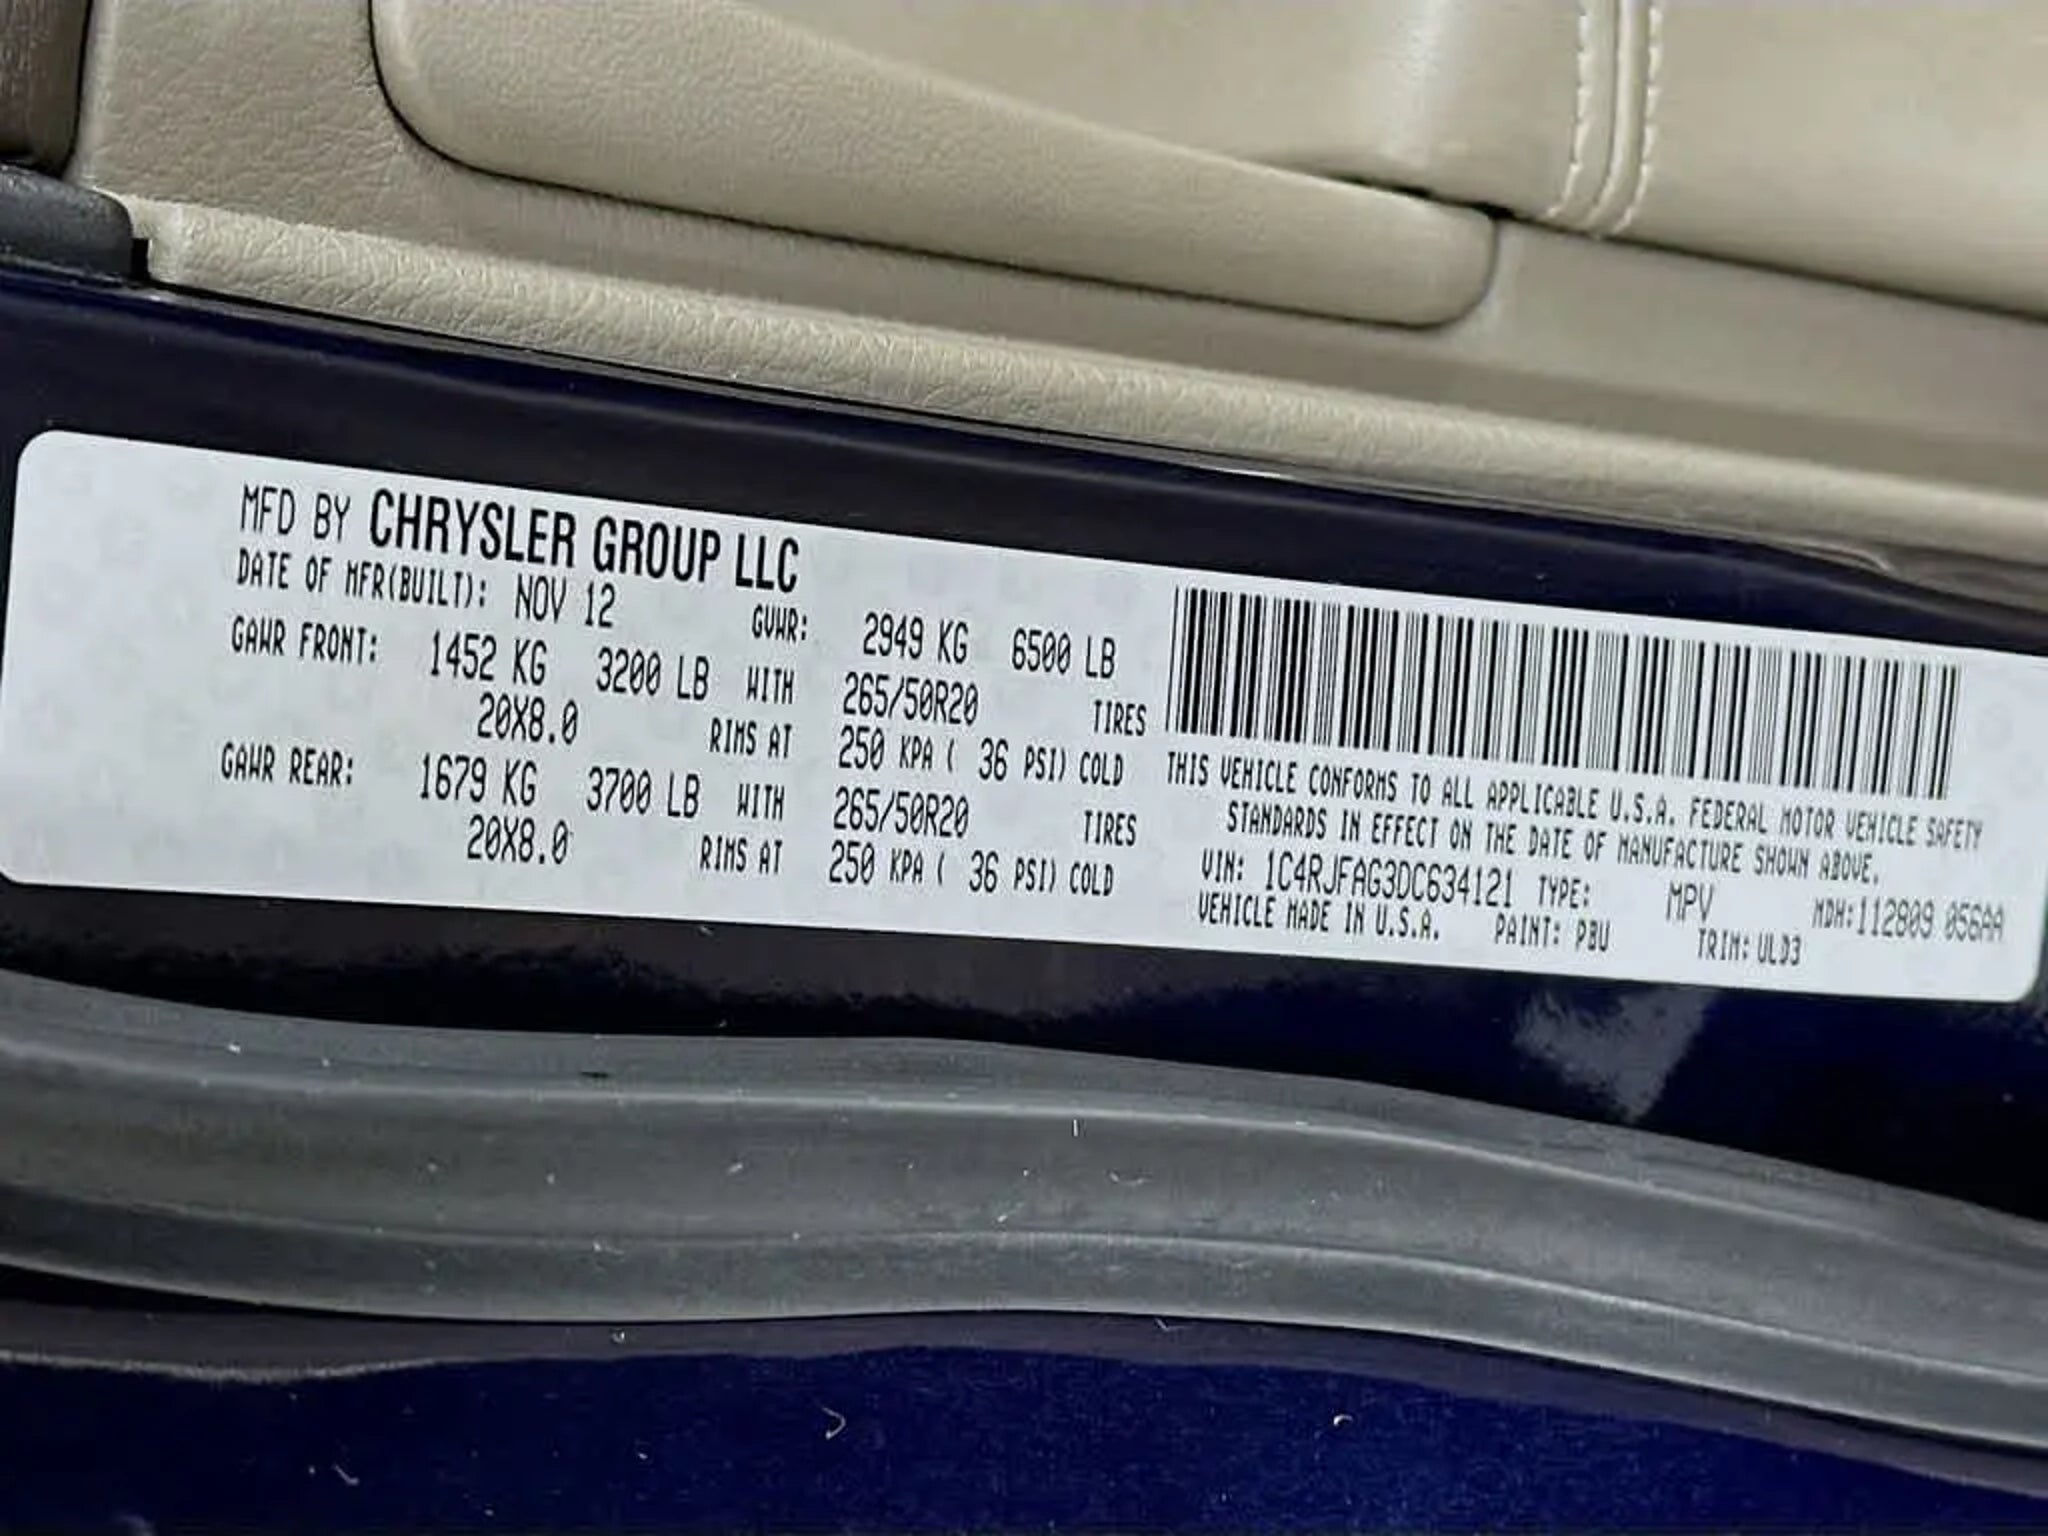 MFD BY CHRYSLER GROUP LLC
DATE OF MFR(BUILT): NOV 12 GVWR: 2949 KG 6500 LB
GAWR FRONT: 1452 KG 3200 LB WITH 265/50R20 TIRES
20X8.0 RIMS AT 250 KPA ( 36 PSI) COLD
GAWR REAR: 1679 KG 3700 LB WITH 265/50R20 TIRES
20X8.0 RIMS AT 250 KPA ( 36 PSI) COLD
THIS VEHICLE CONFORMS TO ALL APPLICABLE U.S.A. FEDERAL MOTOR VEHICLE SAFETY
STANDARDS IN EFFECT ON THE DATE OF MANUFACTURE SHOWN ABOVE.
VIN: 1C4RJFAG3DC634121 TYPE: MPV MDH:112809 056AA
VEHICLE MADE IN U.S.A. PAINT: PBU TRIM: ULD3